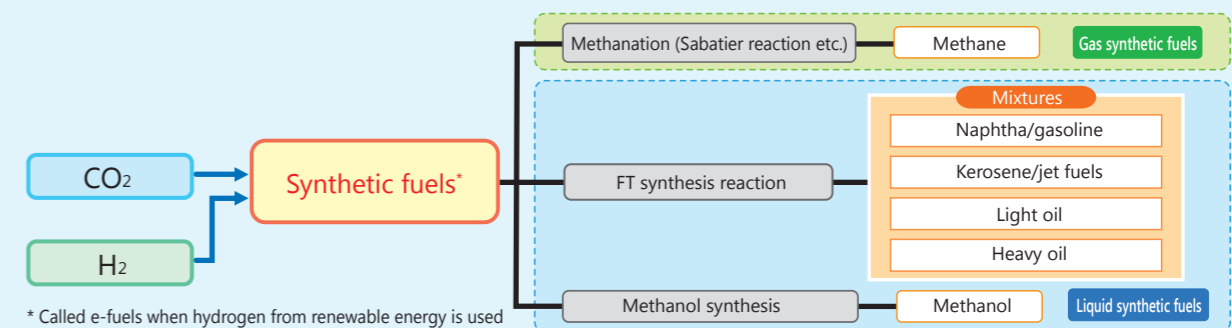 Methanation (Sabatier reaction etc.)
Methane
Gas synthetic fuels
Mixtures
Naphtha/gasoline
CO2
Synthetic fuels*
FT synthesis reaction
Kerosene/jet fuels
Light oil
H2
Heavy oil
Methanol synthesis
Methanol
Liquid synthetic fuels
* Called e-fuels when hydrogen from renewable energy is used